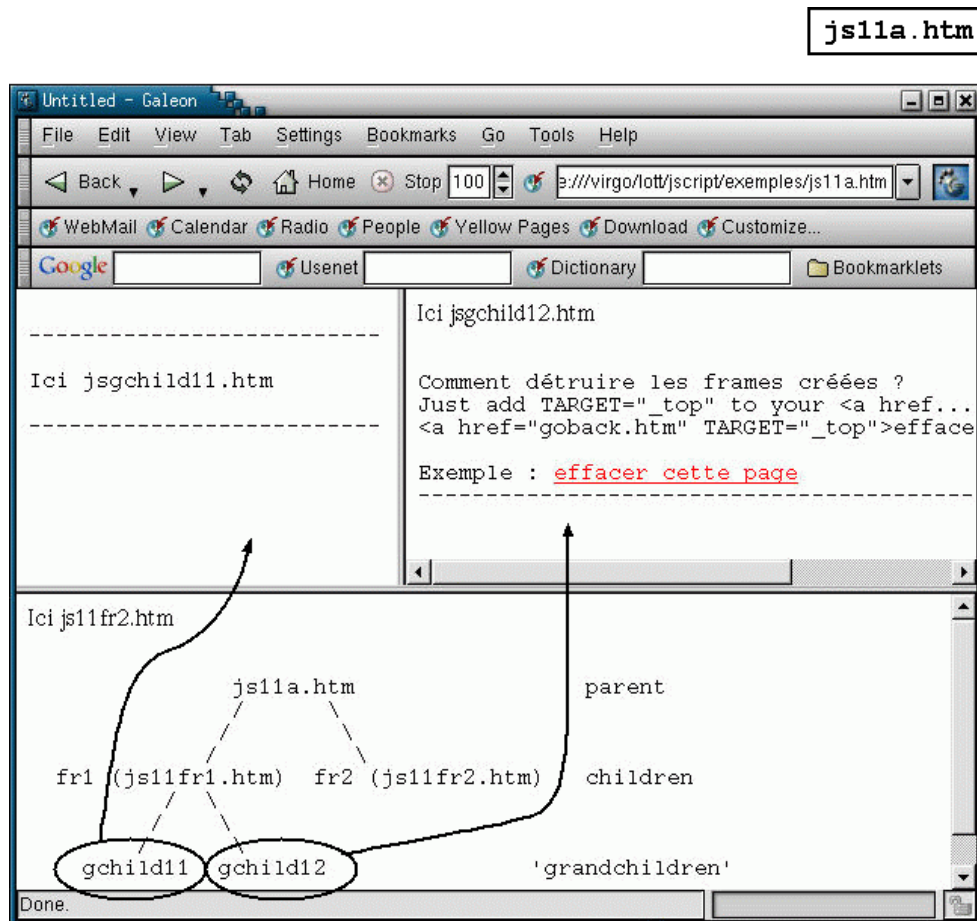 js11a.htm
Untitled - Galeon
File Edit View Tab Settings Bookmarks Go Tools Help
Back Home Stop 100 e:///virgo/lott/jscript/exemples/js11a.htm
WebMail Calendar Radio People Yellow Pages Download Customize...
Google Usenet Dictionary Bookmarklets
---------------------------
Ici jsgchild11.htm
---------------------------
Ici jsgchild12.htm
Comment détruire les frames créées ?
Just add TARGET="_top" to your <a href...
<a href="goback.htm" TARGET="_top">efface
Exemple : effacer cette page
-----------------------------------------
Ici js11fr2.htm
js11a.htm parent
fr1 (js11fr1.htm) fr2 (js11fr2.htm) children
gchild11 gchild12 'grandchildren'
Done.